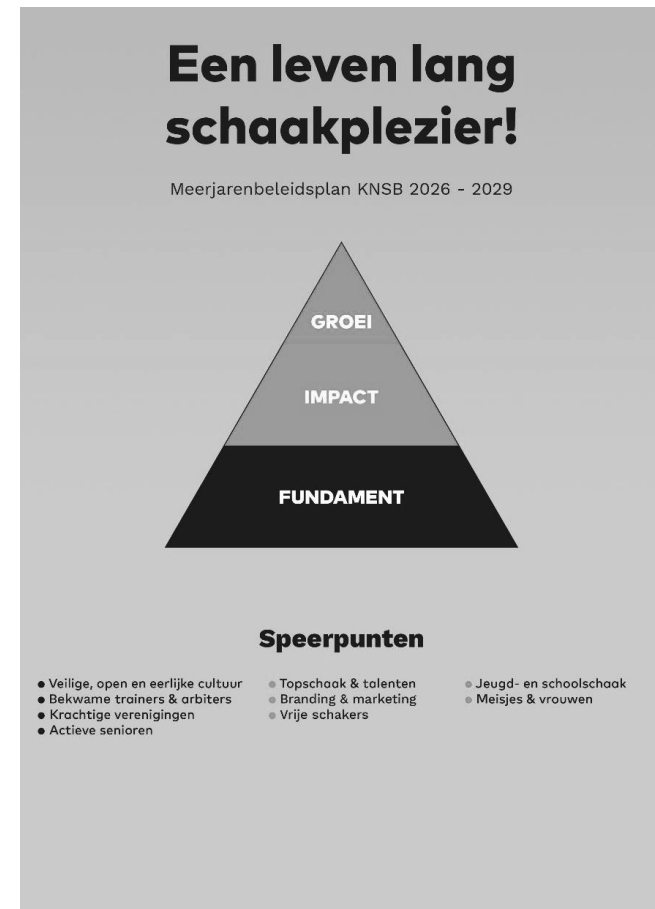 Een leven lang
schaakplezier!
Meerjarenbeleidsplan KNSB 2026 - 2029
GROEI
IMPACT
FUNDAMENT
Speerpunten
● Veilige, open en eerlijke cultuur
● Bekwame trainers & arbiters
● Krachtige verenigingen
● Actieve senioren
● Topschaak & talenten
● Branding & marketing
● Vrije schakers
● Jeugd- en schoolschaak
● Meisjes & vrouwen